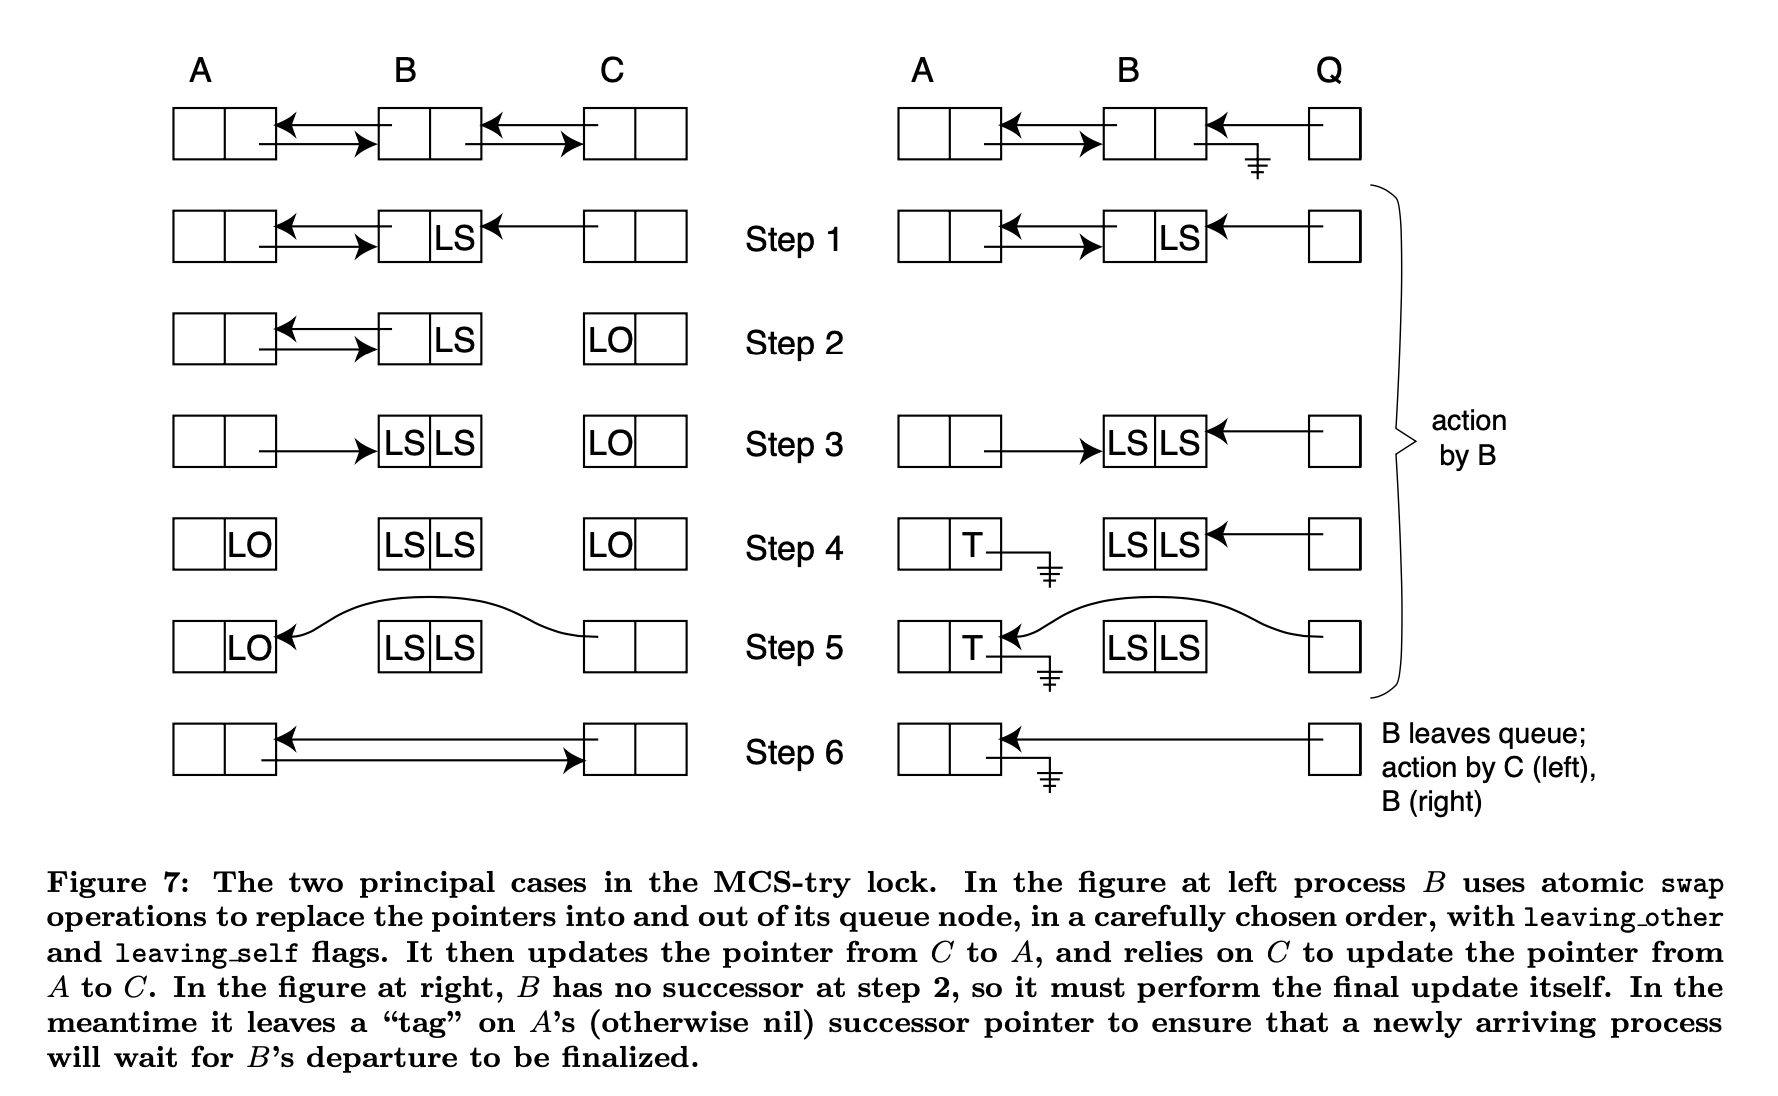 A B C A B Q
Step 1
LS LS
Step 2
LS LO
Step 3
LS LS LO LS LS
action
by B
Step 4
LO LS LS LO T LS LS
Step 5
LO LS LS T LS LS
Step 6
B leaves queue;
action by C (left),
B (right)
Figure 7: The two principal cases in the MCS-try lock. In the figure at left process B uses atomic swap
operations to replace the pointers into and out of its queue node, in a carefully chosen order, with leaving_other
and leaving_self flags. It then updates the pointer from C to A, and relies on C to update the pointer from
A to C. In the figure at right, B has no successor at step 2, so it must perform the final update itself. In the
meantime it leaves a “tag” on A’s (otherwise nil) successor pointer to ensure that a newly arriving process
will wait for B’s departure to be finalized.